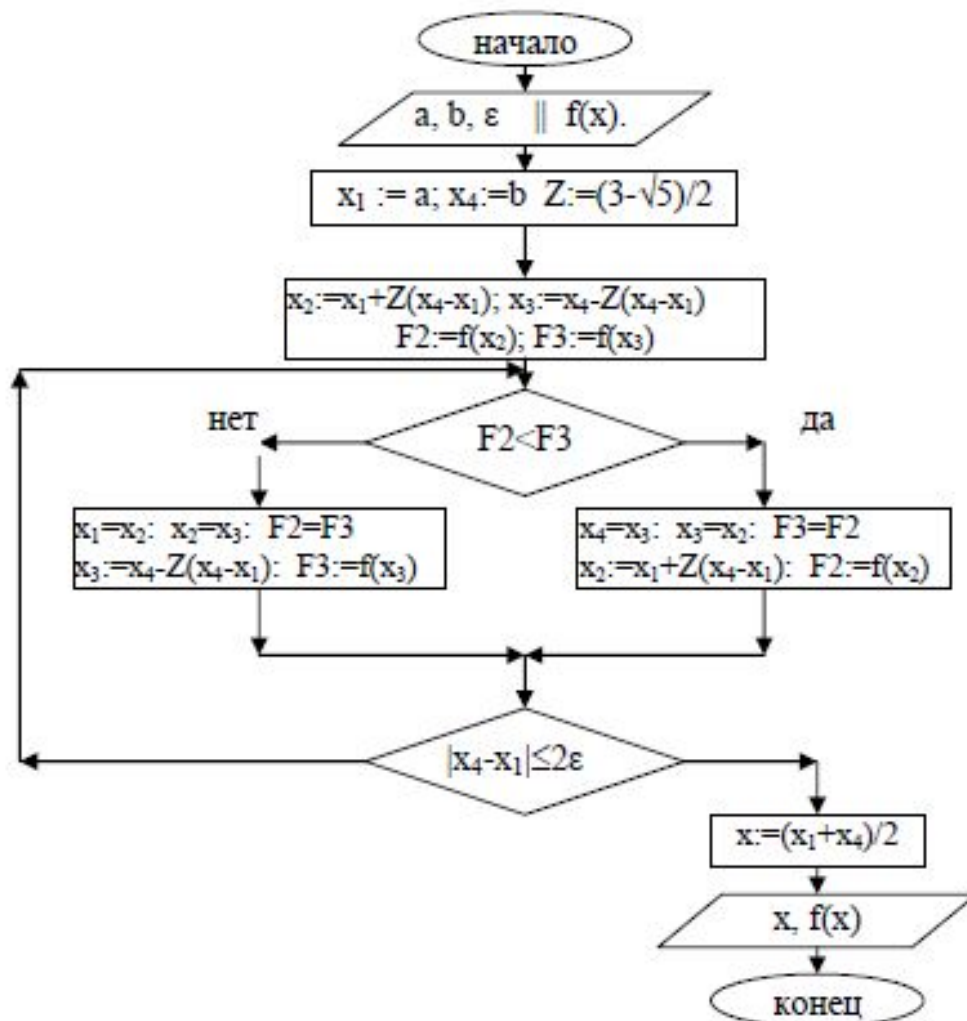 начало
a, b, ε || f(x).
x₁ := a; x₄:=b Z:=(3-√5)/2
x₂:=x₁+Z(x₄-x₁); x₃:=x₄-Z(x₄-x₁)
F2:=f(x₂); F3:=f(x₃)
нет
F2<F3
да
x₁=x₂: x₂=x₃: F2=F3
x₃:=x₄-Z(x₄-x₁): F3:=f(x₃)
x₄=x₃: x₃=x₂: F3=F2
x₂:=x₁+Z(x₄-x₁): F2:=f(x₂)
|x₄-x₁|≤2ε
x:=(x₁+x₄)/2
x, f(x)
конец